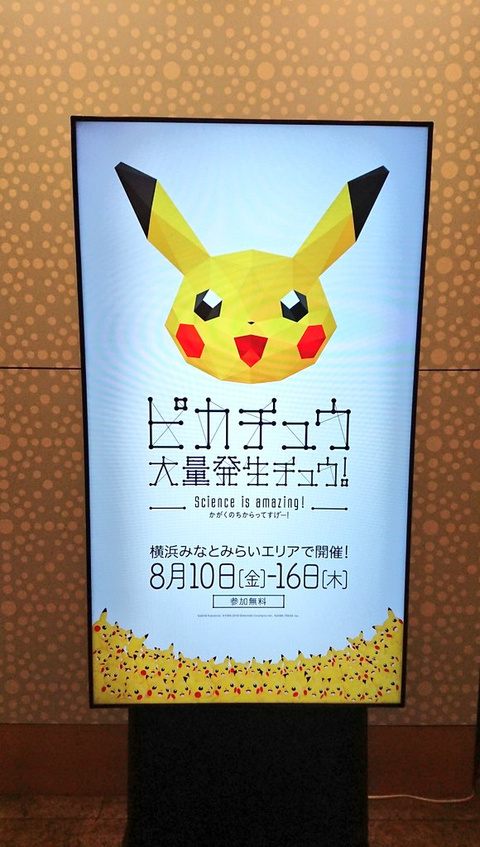 ピカチュウ
大量発生チュウ!
Science is amazing!
かがくのちからってすげー!
横浜みなとみらいエリアで開催!
8月10日[金]-16日[木]
参加無料